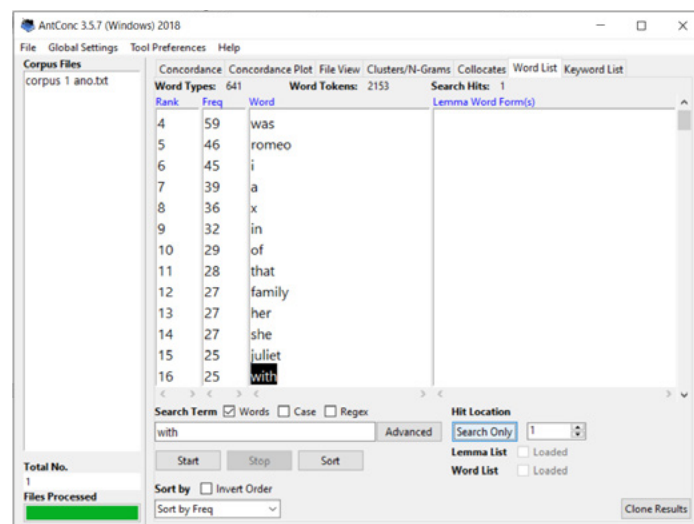 AntConc 3.5.7 (Windows) 2018
File Global Settings Tool Preferences Help
Corpus Files
corpus 1 ano.txt
Concordance Concordance Plot File View Clusters/N-Grams Collocates Word List Keyword List
Word Types: 641 Word Tokens: 2153 Search Hits: 1
Rank Freq Word Lemma Word Form(s)
4 59 was
5 46 romeo
6 45 i
7 39 a
8 36 x
9 32 in
10 29 of
11 28 that
12 27 family
13 27 her
14 27 she
15 25 juliet
16 25 with
Search Term Words Case Regex Hit Location
with Advanced Search Only 1
Start Stop Sort Lemma List Loaded
Word List Loaded
Total No.
1
Files Processed
Sort by Invert Order
Sort by Freq Clone Results